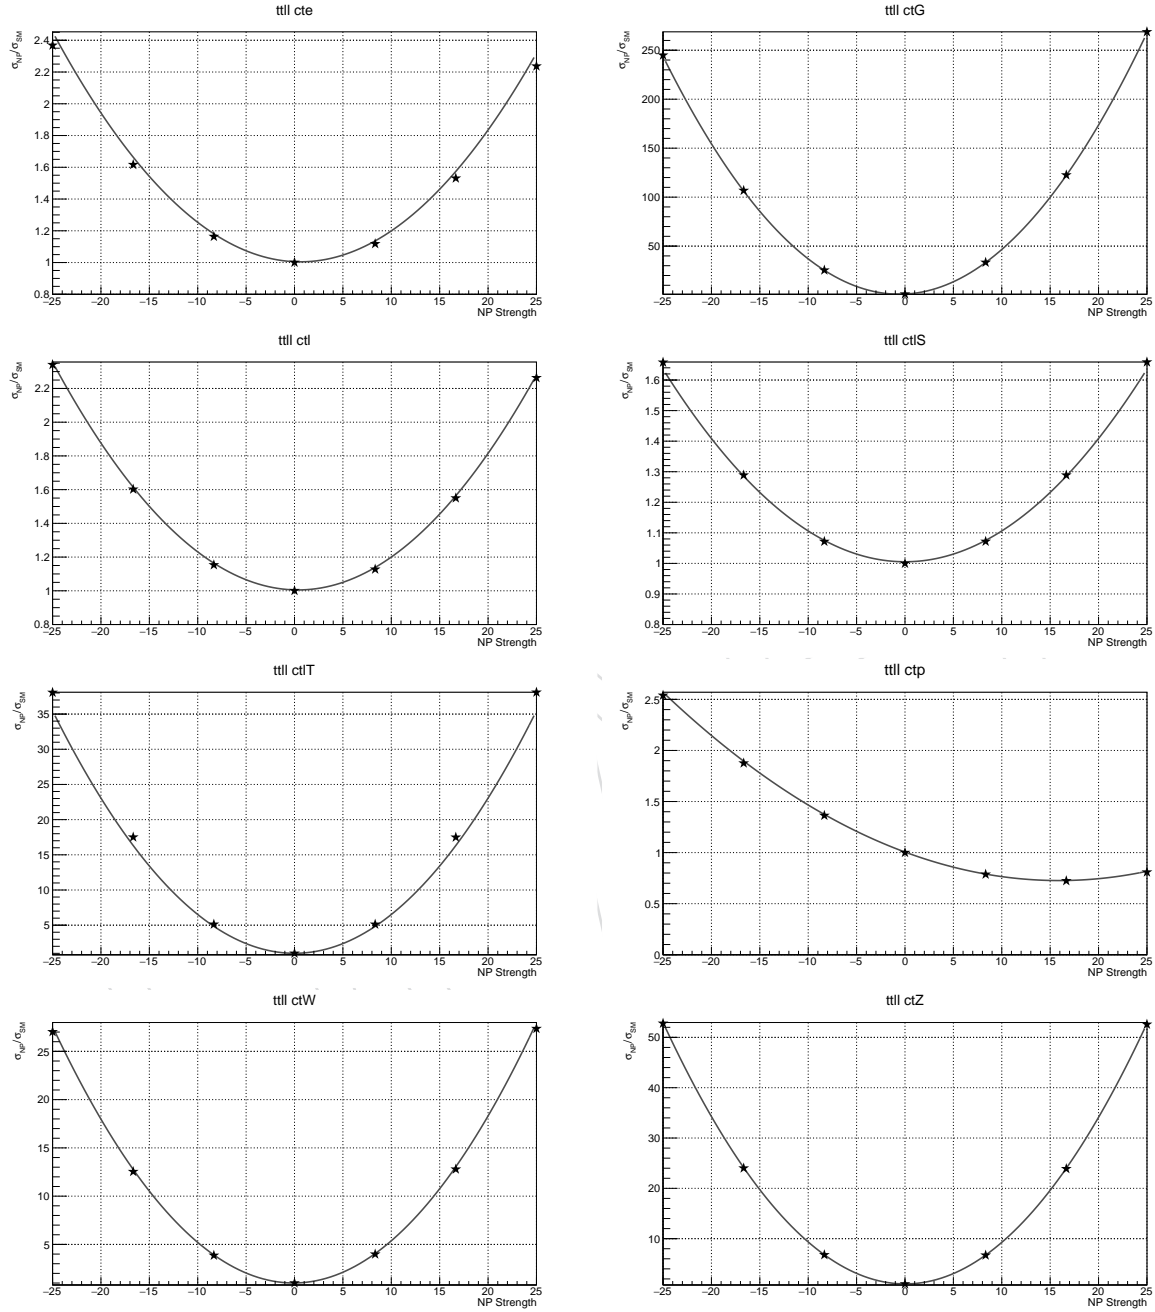 ttll cte
σNP/σSM
2.4
2.2
2
1.8
1.6
1.4
1.2
1
0.8
−25 −20 −15 −10 −5 0 5 10 15 20 25
NP Strength
ttll ctG
σNP/σSM
250
200
150
100
50
−25 −20 −15 −10 −5 0 5 10 15 20 25
NP Strength
ttll ctl
σNP/σSM
2.2
2
1.8
1.6
1.4
1.2
1
0.8
−25 −20 −15 −10 −5 0 5 10 15 20 25
NP Strength
ttll ctlS
σNP/σSM
1.6
1.5
1.4
1.3
1.2
1.1
1
0.9
0.8
−25 −20 −15 −10 −5 0 5 10 15 20 25
NP Strength
ttll ctlT
σNP/σSM
35
30
25
20
15
10
5
−25 −20 −15 −10 −5 0 5 10 15 20 25
NP Strength
ttll ctp
σNP/σSM
2.5
2
1.5
1
0.5
0
−25 −20 −15 −10 −5 0 5 10 15 20 25
NP Strength
ttll ctW
σNP/σSM
25
20
15
10
5
−25 −20 −15 −10 −5 0 5 10 15 20 25
NP Strength
ttll ctZ
σNP/σSM
50
40
30
20
10
−25 −20 −15 −10 −5 0 5 10 15 20 25
NP Strength